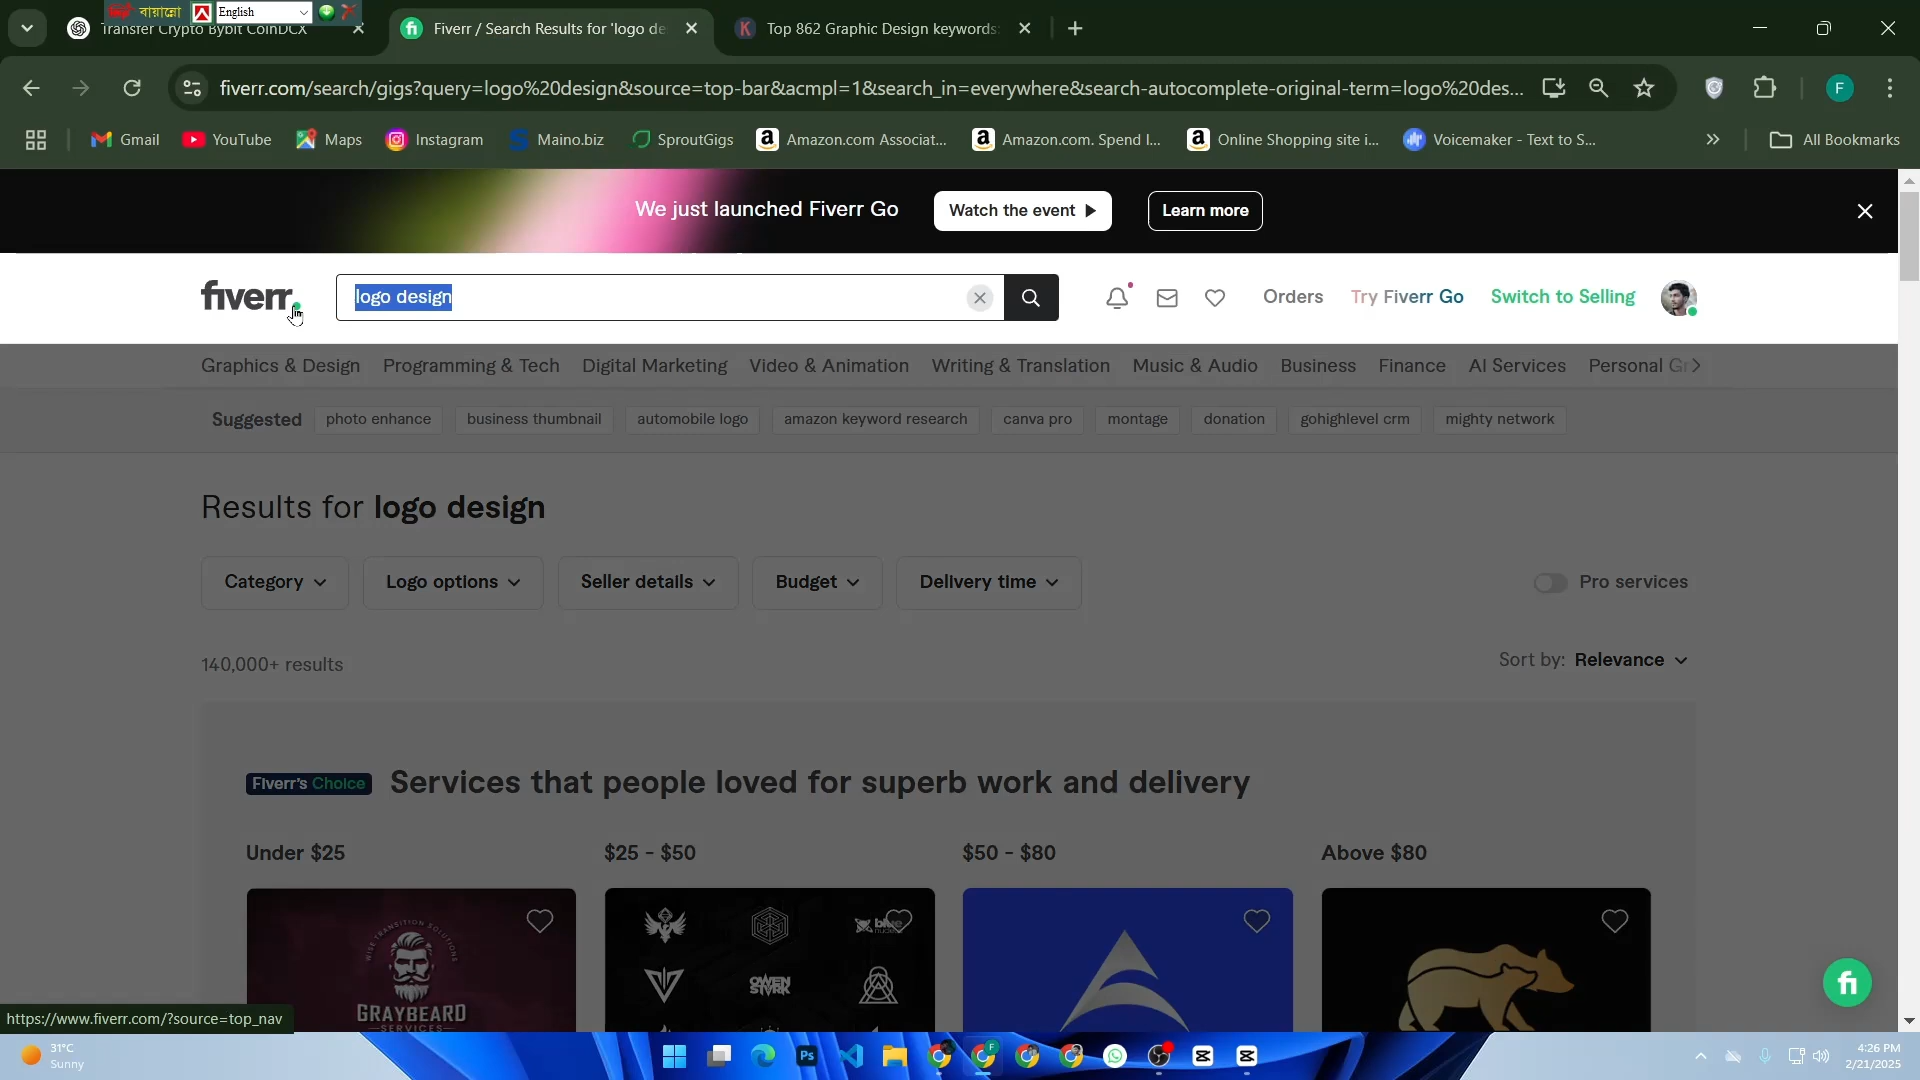 বায়ান্নো English
Transfer Crypto Bybit CoinDCX
Fiverr / Search Results for 'logo de
Top 862 Graphic Design keywords
fiverr.com/search/gigs?query=logo%20design&source=top-bar&acmpl=1&search_in=everywhere&search-autocomplete-original-term=logo%20des...
F
Gmail YouTube Maps Instagram Maino.biz SproutGigs Amazon.com Associat... Amazon.com. Spend l... Online Shopping site i... Voicemaker - Text to S... All Bookmarks
We just launched Fiverr Go Watch the event Learn more
fiverr. logo design Orders Try Fiverr Go Switch to Selling
Graphics & Design Programming & Tech Digital Marketing Video & Animation Writing & Translation Music & Audio Business Finance AI Services Personal Gr
Suggested photo enhance business thumbnail automobile logo amazon keyword research canva pro montage donation gohighlevel crm mighty network
Results for logo design
Category Logo options Seller details Budget Delivery time Pro services
140,000+ results Sort by: Relevance
Fiverr's Choice Services that people loved for superb work and delivery
Under $25 $25 - $50 $50 - $80 Above $80
WISE TRANSITION SOLUTIONS
GRAYBEARD
SERVICES
blue
OWEN
STORK
fi
https://www.fiverr.com/?source=top_nav
31°C
Sunny
Ps
4:26 PM
2/21/2025